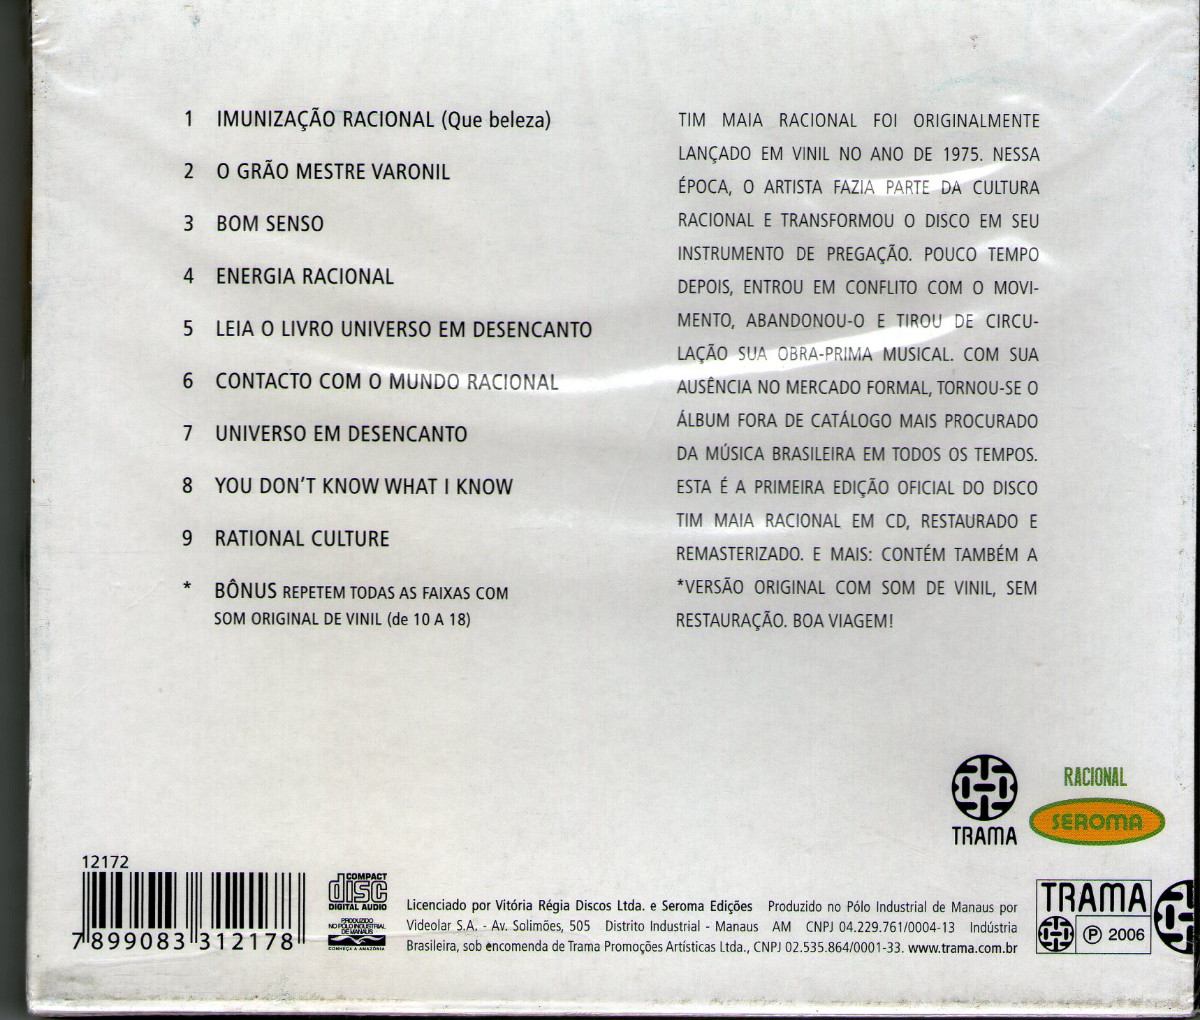 1 IMUNIZAÇÃO RACIONAL (Que beleza)
2 O GRÃO MESTRE VARONIL
3 BOM SENSO
4 ENERGIA RACIONAL
5 LEIA O LIVRO UNIVERSO EM DESENCANTO
6 CONTACTO COM O MUNDO RACIONAL
7 UNIVERSO EM DESENCANTO
8 YOU DON'T KNOW WHAT I KNOW
9 RATIONAL CULTURE
* BÔNUS REPETEM TODAS AS FAIXAS COM
SOM ORIGINAL DE VINIL (de 10 A 18)
TIM MAIA RACIONAL FOI ORIGINALMENTE
LANÇADO EM VINIL NO ANO DE 1975. NESSA
ÉPOCA, O ARTISTA FAZIA PARTE DA CULTURA
RACIONAL E TRANSFORMOU O DISCO EM SEU
INSTRUMENTO DE PREGAÇÃO. POUCO TEMPO
DEPOIS, ENTROU EM CONFLITO COM O MOVI-
MENTO, ABANDONOU-O E TIROU DE CIRCU-
LAÇÃO SUA OBRA-PRIMA MUSICAL. COM SUA
AUSÊNCIA NO MERCADO FORMAL, TORNOU-SE O
ÁLBUM FORA DE CATÁLOGO MAIS PROCURADO
DA MÚSICA BRASILEIRA EM TODOS OS TEMPOS.
ESTA É A PRIMEIRA EDIÇÃO OFICIAL DO DISCO
TIM MAIA RACIONAL EM CD, RESTAURADO E
REMASTERIZADO. E MAIS: CONTÉM TAMBÉM A
*VERSÃO ORIGINAL COM SOM DE VINIL, SEM
RESTAURAÇÃO. BOA VIAGEM!
TRAMA
RACIONAL
SEROMA
12172
7 899083 312178
COMPACT
disc
DIGITAL AUDIO
PRODUZIDO
NO PÓLO INDUSTRIAL
DE MANAUS
CONHEÇA A AMAZÔNIA
Licenciado por Vitória Régia Discos Ltda. e Seroma Edições Produzido no Pólo Industrial de Manaus por
Videolar S.A. - Av. Solimões, 505 Distrito Industrial - Manaus AM CNPJ 04.229.761/0004-13 Indústria
Brasileira, sob encomenda de Trama Promoções Artísticas Ltda., CNPJ 02.535.864/0001-33. www.trama.com.br
TRAMA
℗ 2006